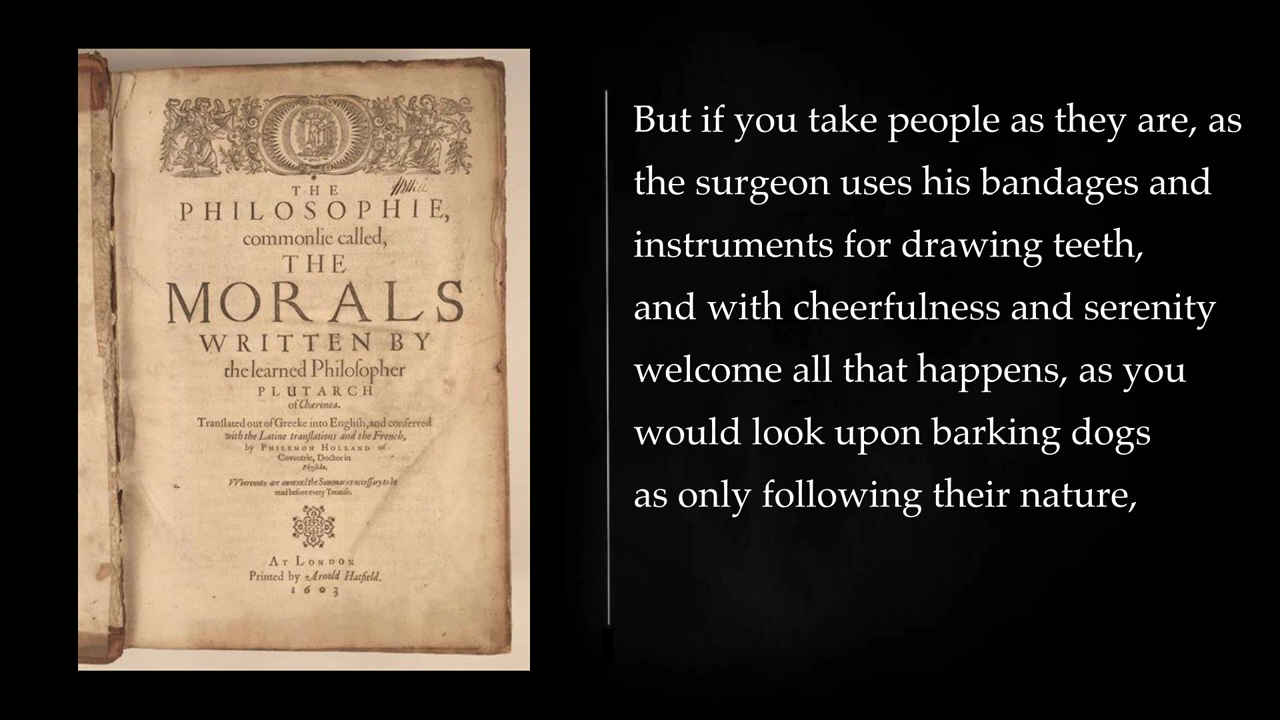 THE
PHILOSOPHIE,
commonlie called,
THE
MORALS
WRITTEN BY
the learned Philosopher
PLUTARCH
of Chæronea.
Tranſlated out of Greeke into Engliſh, and conferred
with the Latine tranſlations and the French,
by PHILEMON HOLLAND of
Coventrie, Doctor in
Phyſicke.
VVhereunto are annexed the Summaries neceſſary to be
read before every Treatiſe.
AT LONDON
Printed by Arnold Hatfield.
1603
But if you take people as they are, as
the surgeon uses his bandages and
instruments for drawing teeth,
and with cheerfulness and serenity
welcome all that happens, as you
would look upon barking dogs
as only following their nature,